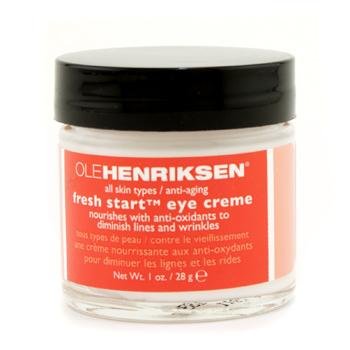 OLEHENRIKSEN®
all skin types / anti-aging
fresh start™ eye creme
nourishes with anti-oxidants to
diminish lines and wrinkles
tous types de peau / contre le vieillissement
une crème nourrissante aux anti-oxydants
pour diminuer les lignes et les rides
Net Wt. 1 oz. / 28 g ℮